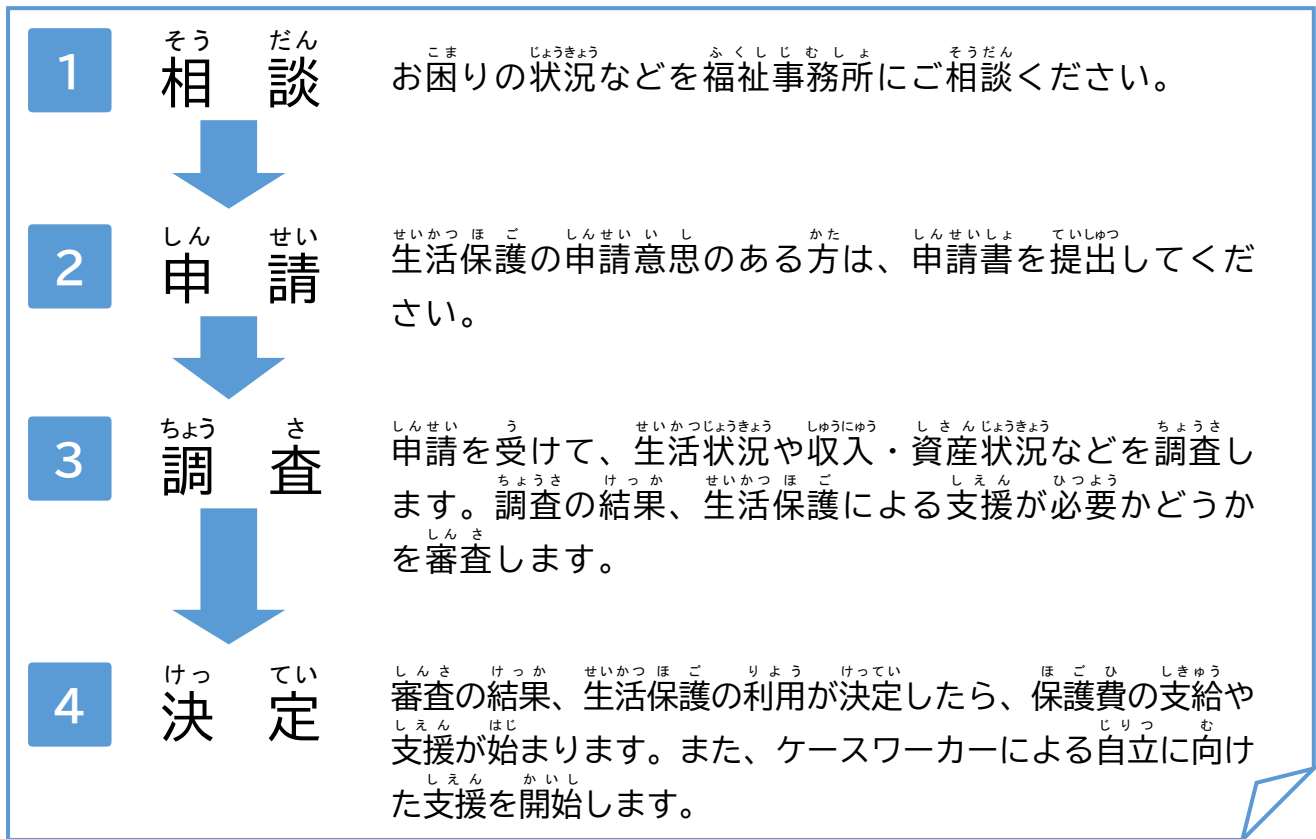 1 相談 お困りの状況などを福祉事務所にご相談ください。
2 申請 生活保護の申請意思のある方は、申請書を提出してくだ
さい。
3 調査 申請を受けて、生活状況や収入・資産状況などを調査し
ます。調査の結果、生活保護による支援が必要かどうか
を審査します。
4 決定 審査の結果、生活保護の利用が決定したら、保護費の支給や
支援が始まります。また、ケースワーカーによる自立に向け
た支援を開始します。